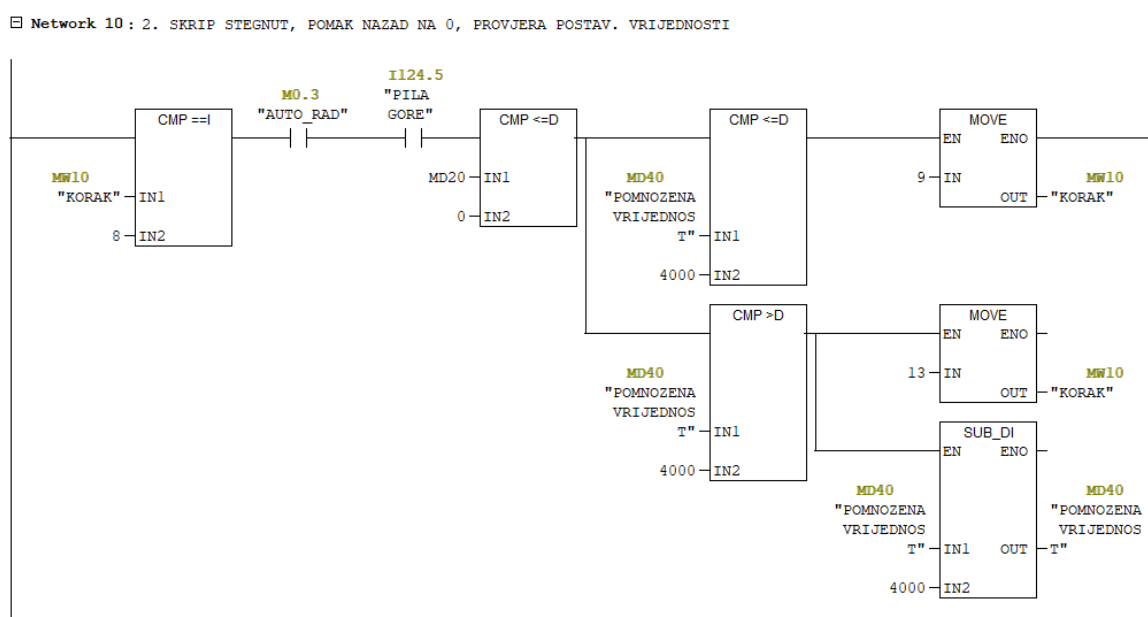 Network 10 : 2. SKRIP STEGNUT, POMAK NAZAD NA 0, PROVJERA POSTAV. VRIJEDNOSTI
CMP ==I
MW10
"KORAK"
IN1
8
IN2
M0.3
"AUTO_RAD"
I124.5
"PILA
GORE"
CMP <=D
MD20
IN1
0
IN2
CMP <=D
MD40
"POMNOZENA
VRIJEDNOS
T"
IN1
4000
IN2
MOVE
EN ENO
9
IN
MW10
OUT
"KORAK"
CMP >D
MD40
"POMNOZENA
VRIJEDNOS
T"
IN1
4000
IN2
MOVE
EN ENO
13
IN
MW10
OUT
"KORAK"
SUB_DI
EN ENO
MD40
"POMNOZENA
VRIJEDNOS
T"
IN1
4000
IN2
MD40
"POMNOZENA
VRIJEDNOS
OUT
T"